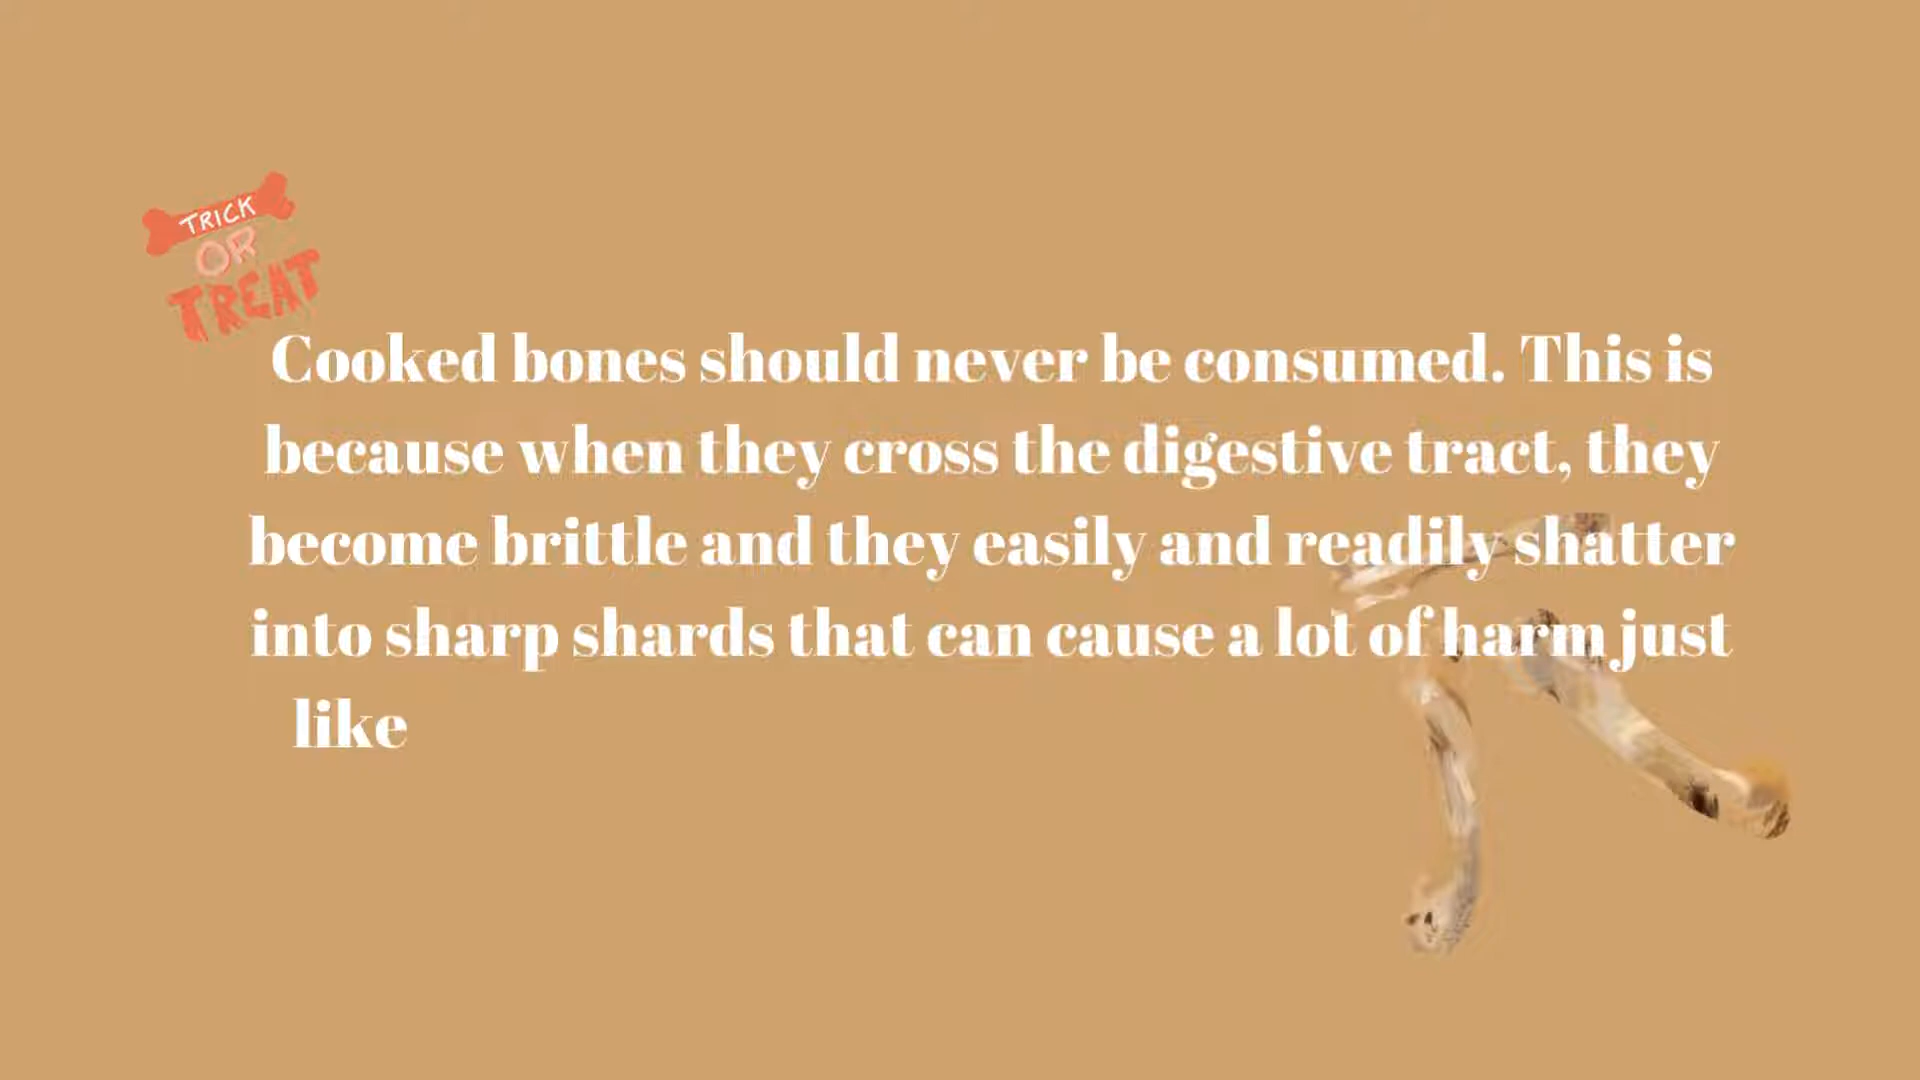 TRICK
OR
TREAT
Cooked bones should never be consumed. This is
because when they cross the digestive tract, they
become brittle and they easily and readily shatter
into sharp shards that can cause a lot of harm just
like